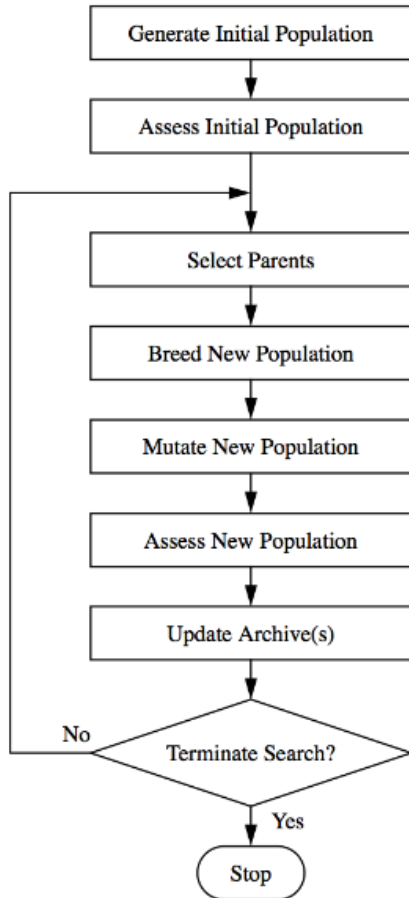 Generate Initial Population
Assess Initial Population
Select Parents
Breed New Population
Mutate New Population
Assess New Population
Update Archive(s)
No
Terminate Search?
Yes
Stop